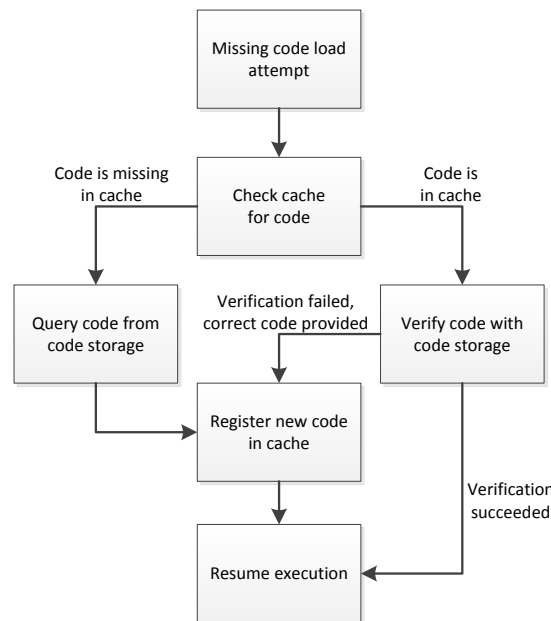 Missing code load
attempt
Code is missing
in cache
Check cache
for code
Code is
in cache
Query code from
code storage
Verification failed,
correct code provided
Verify code with
code storage
Register new code
in cache
Verification
succeeded
Resume execution